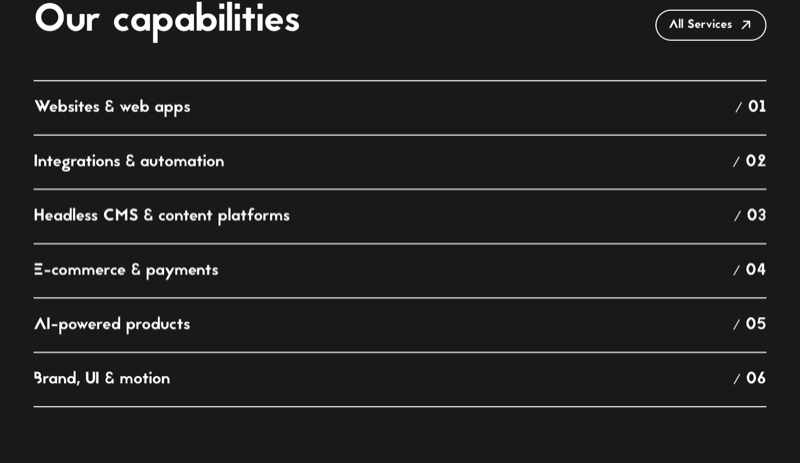 Our capabilities
All Services
Websites & web apps / 01
Integrations & automation / 02
Headless CMS & content platforms / 03
E-commerce & payments / 04
AI-powered products / 05
Brand, UI & motion / 06